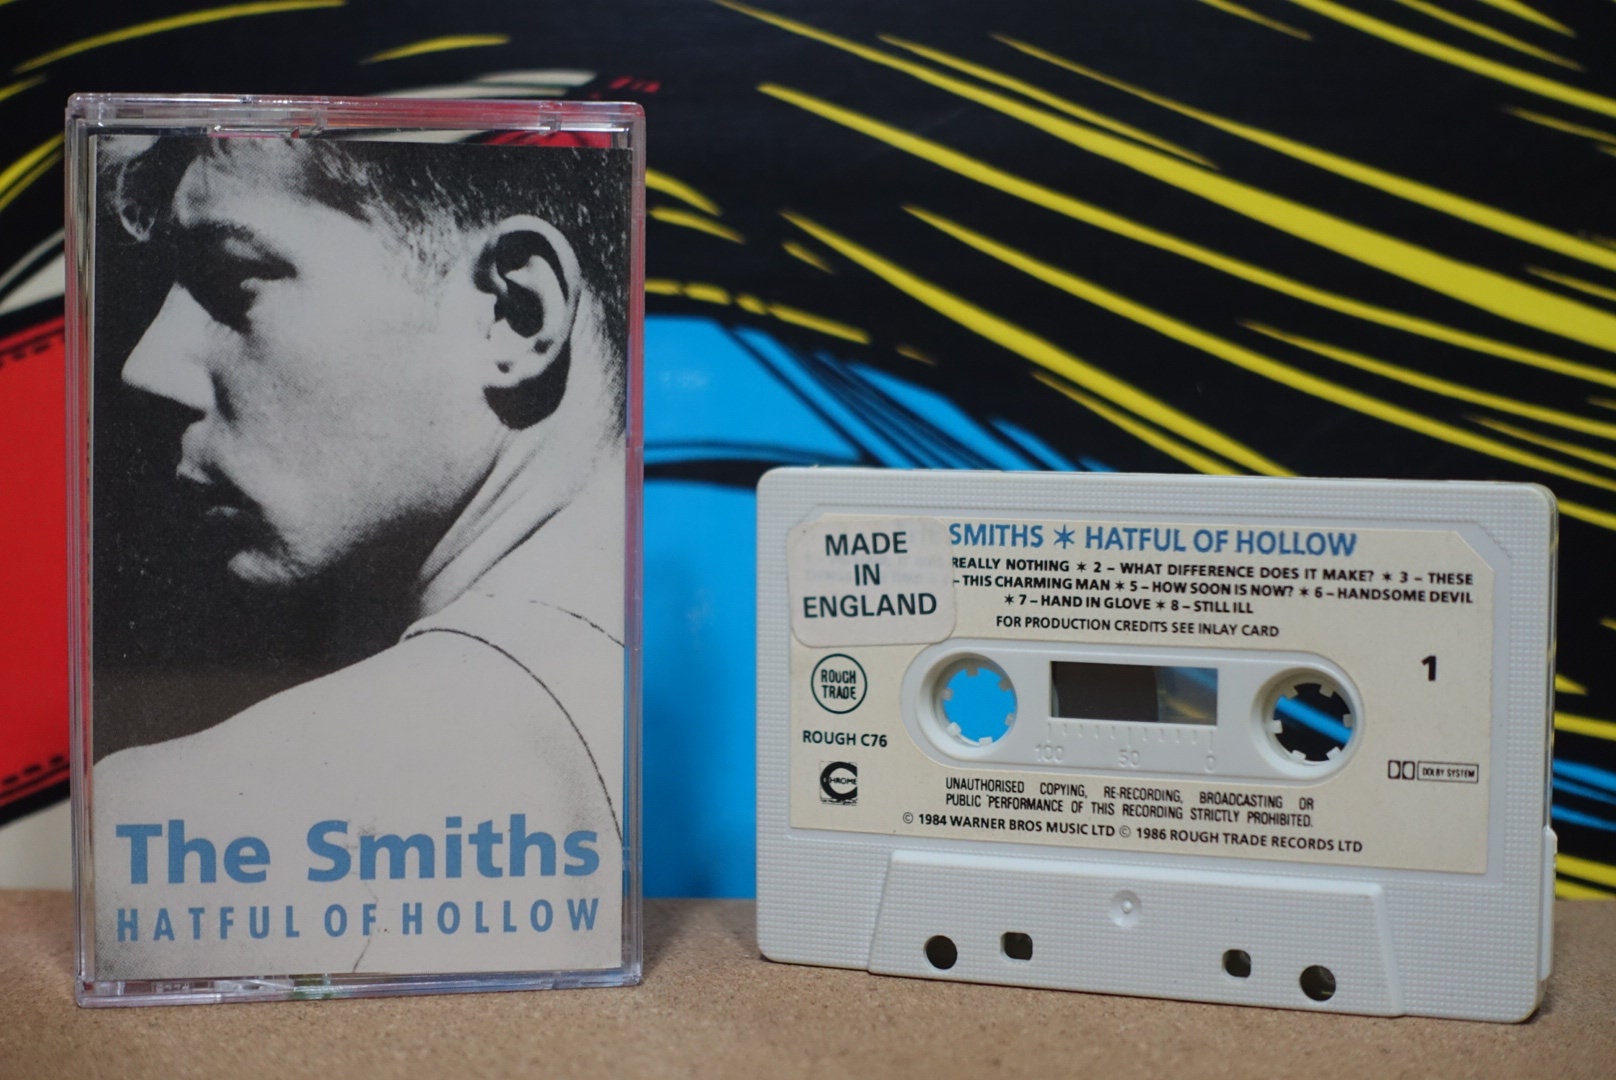 The Smiths
HATFUL OF HOLLOW
MADE
IN
ENGLAND
SMITHS ✶ HATFUL OF HOLLOW
REALLY NOTHING ✶ 2 – WHAT DIFFERENCE DOES IT MAKE? ✶ 3 – THESE
– THIS CHARMING MAN ✶ 5 – HOW SOON IS NOW? ✶ 6 – HANDSOME DEVIL
✶ 7 – HAND IN GLOVE ✶ 8 – STILL ILL
FOR PRODUCTION CREDITS SEE INLAY CARD
1
ROUGH
TRADE
ROUGH C76
CHROME
100 50 0
DOLBY SYSTEM
UNAUTHORISED COPYING, RE-RECORDING, BROADCASTING OR
PUBLIC PERFORMANCE OF THIS RECORDING STRICTLY PROHIBITED.
© 1984 WARNER BROS MUSIC LTD © 1986 ROUGH TRADE RECORDS LTD